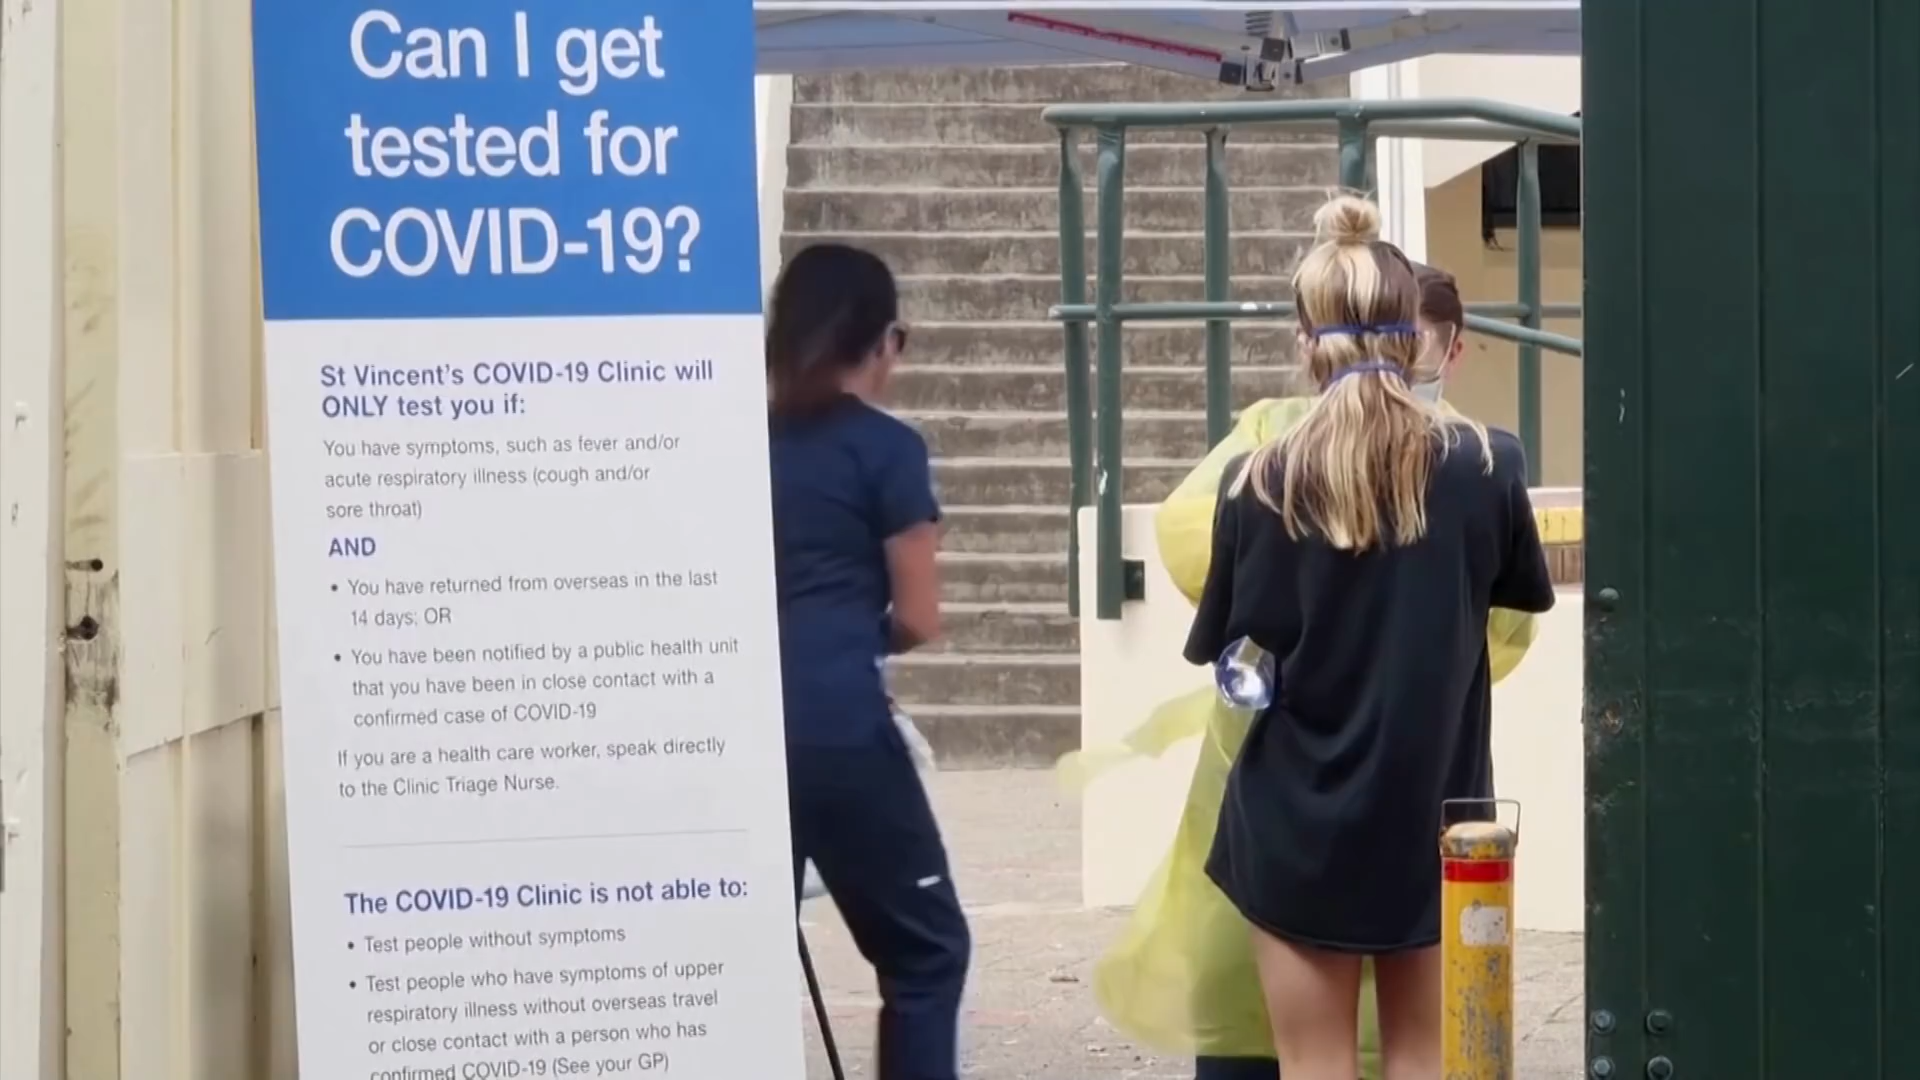 Can I get
tested for
COVID-19?
St Vincent's COVID-19 Clinic will
ONLY test you if:
You have symptoms, such as fever and/or
acute respiratory illness (cough and/or
sore throat)
AND
• You have returned from overseas in the last
14 days; OR
• You have been notified by a public health unit
that you have been in close contact with a
confirmed case of COVID-19
If you are a health care worker, speak directly
to the Clinic Triage Nurse.
The COVID-19 Clinic is not able to:
• Test people without symptoms
• Test people who have symptoms of upper
respiratory illness without overseas travel
or close contact with a person who has
confirmed COVID-19 (See your GP)